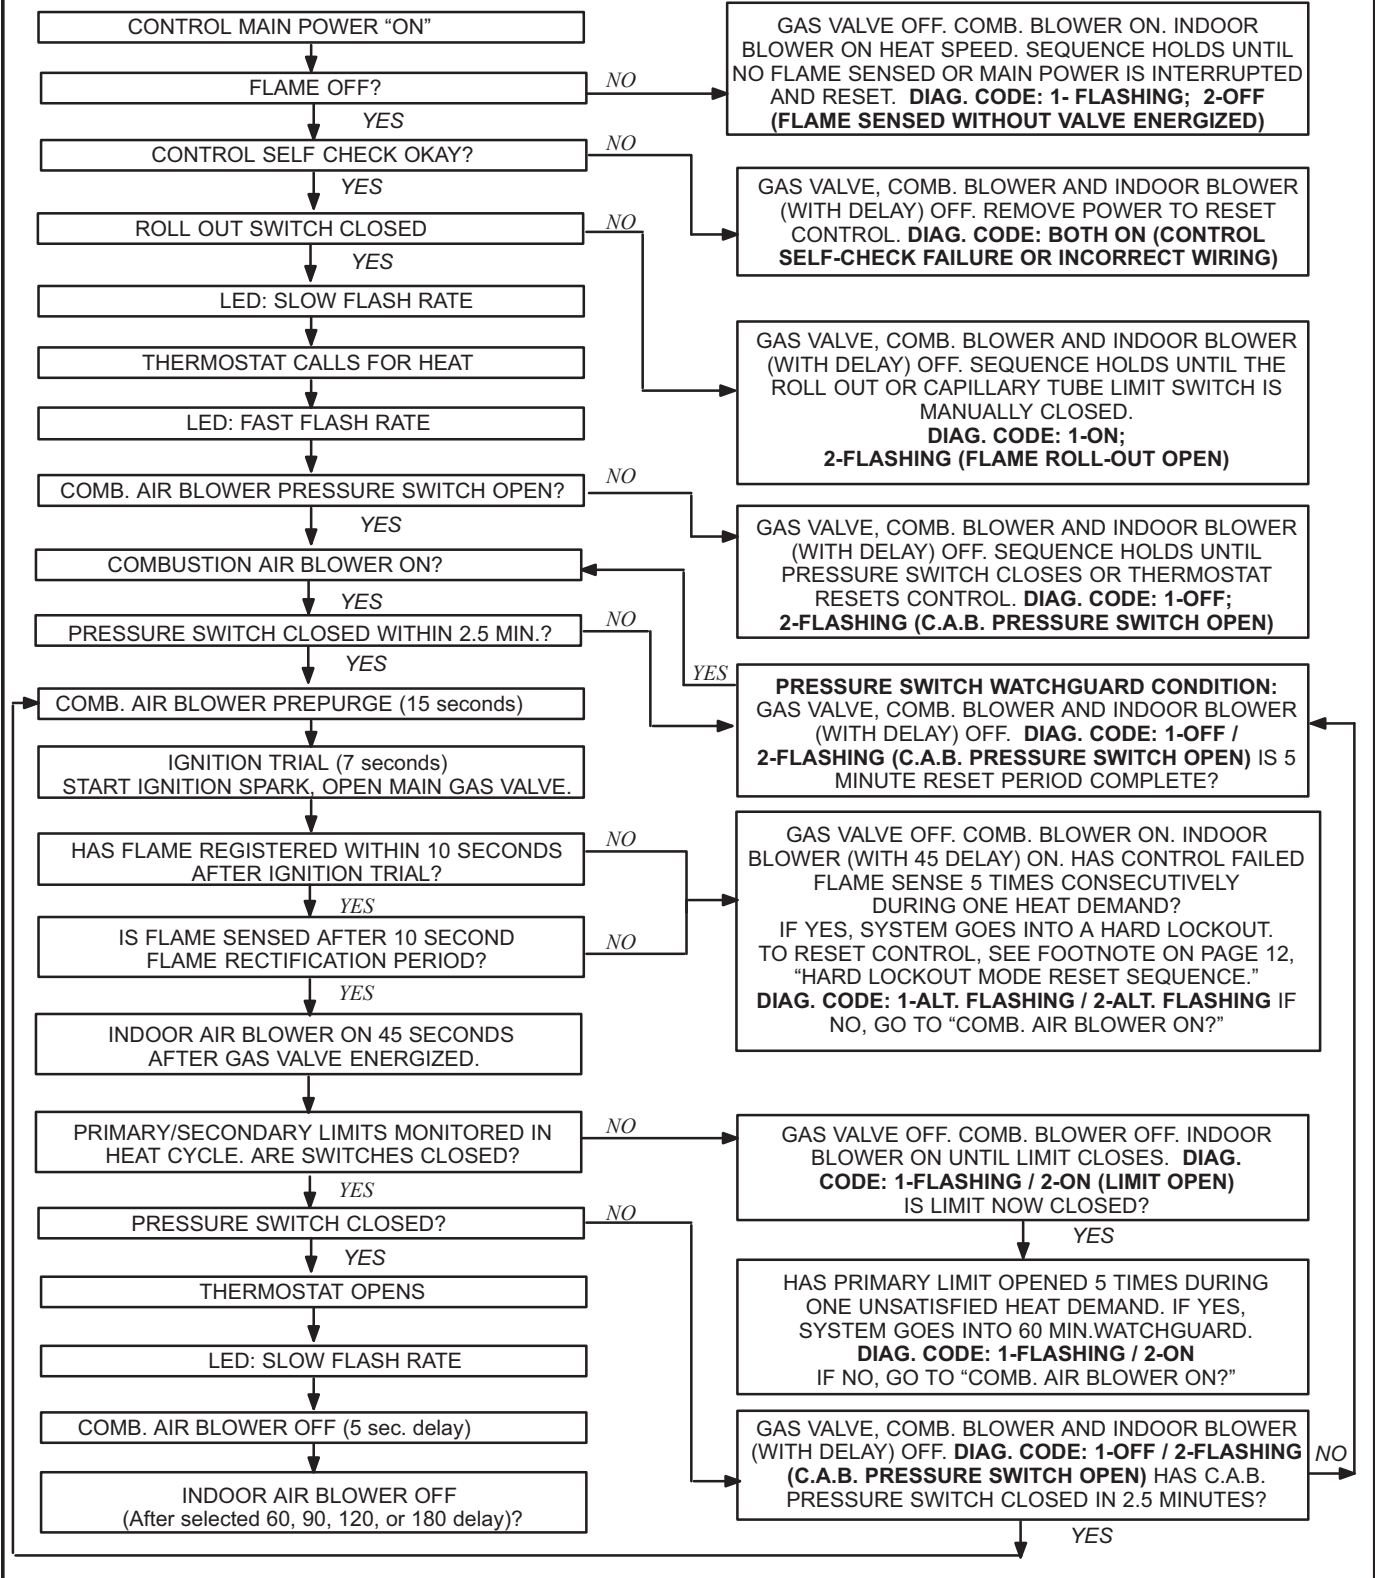 CONTROL MAIN POWER “ON”
FLAME OFF?
NO
GAS VALVE OFF. COMB. BLOWER ON. INDOOR
BLOWER ON HEAT SPEED. SEQUENCE HOLDS UNTIL
NO FLAME SENSED OR MAIN POWER IS INTERRUPTED
AND RESET. DIAG. CODE: 1- FLASHING; 2-OFF
(FLAME SENSED WITHOUT VALVE ENERGIZED)
YES
CONTROL SELF CHECK OKAY?
NO
GAS VALVE, COMB. BLOWER AND INDOOR BLOWER
(WITH DELAY) OFF. REMOVE POWER TO RESET
CONTROL. DIAG. CODE: BOTH ON (CONTROL
SELF-CHECK FAILURE OR INCORRECT WIRING)
YES
ROLL OUT SWITCH CLOSED
NO
GAS VALVE, COMB. BLOWER AND INDOOR BLOWER
(WITH DELAY) OFF. SEQUENCE HOLDS UNTIL THE
ROLL OUT OR CAPILLARY TUBE LIMIT SWITCH IS
MANUALLY CLOSED.
DIAG. CODE: 1-ON;
2-FLASHING (FLAME ROLL-OUT OPEN)
YES
LED: SLOW FLASH RATE
THERMOSTAT CALLS FOR HEAT
LED: FAST FLASH RATE
COMB. AIR BLOWER PRESSURE SWITCH OPEN?
NO
GAS VALVE, COMB. BLOWER AND INDOOR BLOWER
(WITH DELAY) OFF. SEQUENCE HOLDS UNTIL
PRESSURE SWITCH CLOSES OR THERMOSTAT
RESETS CONTROL. DIAG. CODE: 1-OFF;
2-FLASHING (C.A.B. PRESSURE SWITCH OPEN)
YES
COMBUSTION AIR BLOWER ON?
YES
PRESSURE SWITCH CLOSED WITHIN 2.5 MIN.?
NO
YES
PRESSURE SWITCH WATCHGUARD CONDITION:
GAS VALVE, COMB. BLOWER AND INDOOR BLOWER
(WITH DELAY) OFF. DIAG. CODE: 1-OFF /
2-FLASHING (C.A.B. PRESSURE SWITCH OPEN) IS 5
MINUTE RESET PERIOD COMPLETE?
YES
COMB. AIR BLOWER PREPURGE (15 seconds)
IGNITION TRIAL (7 seconds)
START IGNITION SPARK, OPEN MAIN GAS VALVE.
HAS FLAME REGISTERED WITHIN 10 SECONDS
AFTER IGNITION TRIAL?
NO
GAS VALVE OFF. COMB. BLOWER ON. INDOOR
BLOWER (WITH 45 DELAY) ON. HAS CONTROL FAILED
FLAME SENSE 5 TIMES CONSECUTIVELY
DURING ONE HEAT DEMAND?
IF YES, SYSTEM GOES INTO A HARD LOCKOUT.
TO RESET CONTROL, SEE FOOTNOTE ON PAGE 12,
“HARD LOCKOUT MODE RESET SEQUENCE.”
DIAG. CODE: 1-ALT. FLASHING / 2-ALT. FLASHING IF
NO, GO TO “COMB. AIR BLOWER ON?”
YES
IS FLAME SENSED AFTER 10 SECOND
FLAME RECTIFICATION PERIOD?
NO
YES
INDOOR AIR BLOWER ON 45 SECONDS
AFTER GAS VALVE ENERGIZED.
PRIMARY/SECONDARY LIMITS MONITORED IN
HEAT CYCLE. ARE SWITCHES CLOSED?
NO
GAS VALVE OFF. COMB. BLOWER OFF. INDOOR
BLOWER ON UNTIL LIMIT CLOSES. DIAG.
CODE: 1-FLASHING / 2-ON (LIMIT OPEN)
IS LIMIT NOW CLOSED?
YES
HAS PRIMARY LIMIT OPENED 5 TIMES DURING
ONE UNSATISFIED HEAT DEMAND. IF YES,
SYSTEM GOES INTO 60 MIN.WATCHGUARD.
DIAG. CODE: 1-FLASHING / 2-ON
IF NO, GO TO “COMB. AIR BLOWER ON?”
YES
PRESSURE SWITCH CLOSED?
NO
GAS VALVE, COMB. BLOWER AND INDOOR BLOWER
(WITH DELAY) OFF. DIAG. CODE: 1-OFF / 2-FLASHING
(C.A.B. PRESSURE SWITCH OPEN) HAS C.A.B.
PRESSURE SWITCH CLOSED IN 2.5 MINUTES?
NO
YES
YES
THERMOSTAT OPENS
LED: SLOW FLASH RATE
COMB. AIR BLOWER OFF (5 sec. delay)
INDOOR AIR BLOWER OFF
(After selected 60, 90, 120, or 180 delay)?